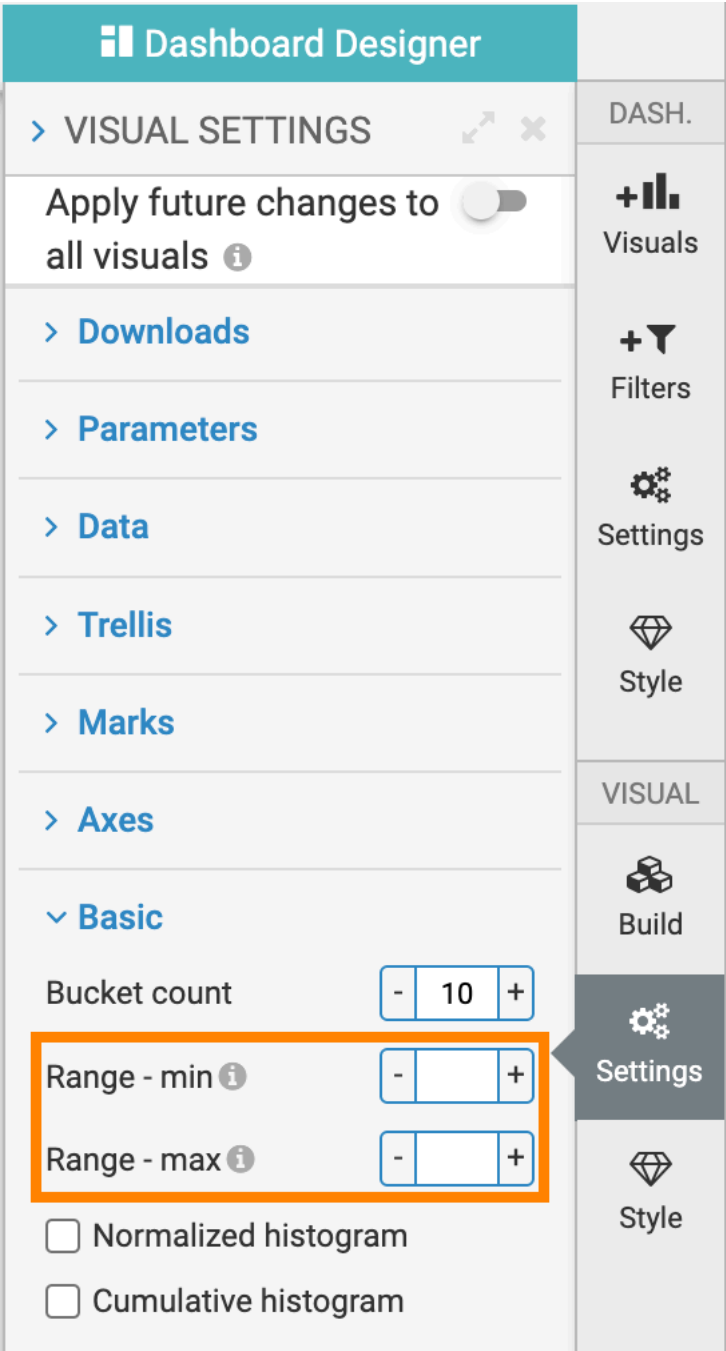 Dashboard Designer
VISUAL SETTINGS
Apply future changes to
all visuals
Downloads
Parameters
Data
Trellis
Marks
Axes
Basic
Bucket count - 10 +
Range - min - +
Range - max - +
Normalized histogram
Cumulative histogram
DASH.
Visuals
Filters
Settings
Style
VISUAL
Build
Settings
Style